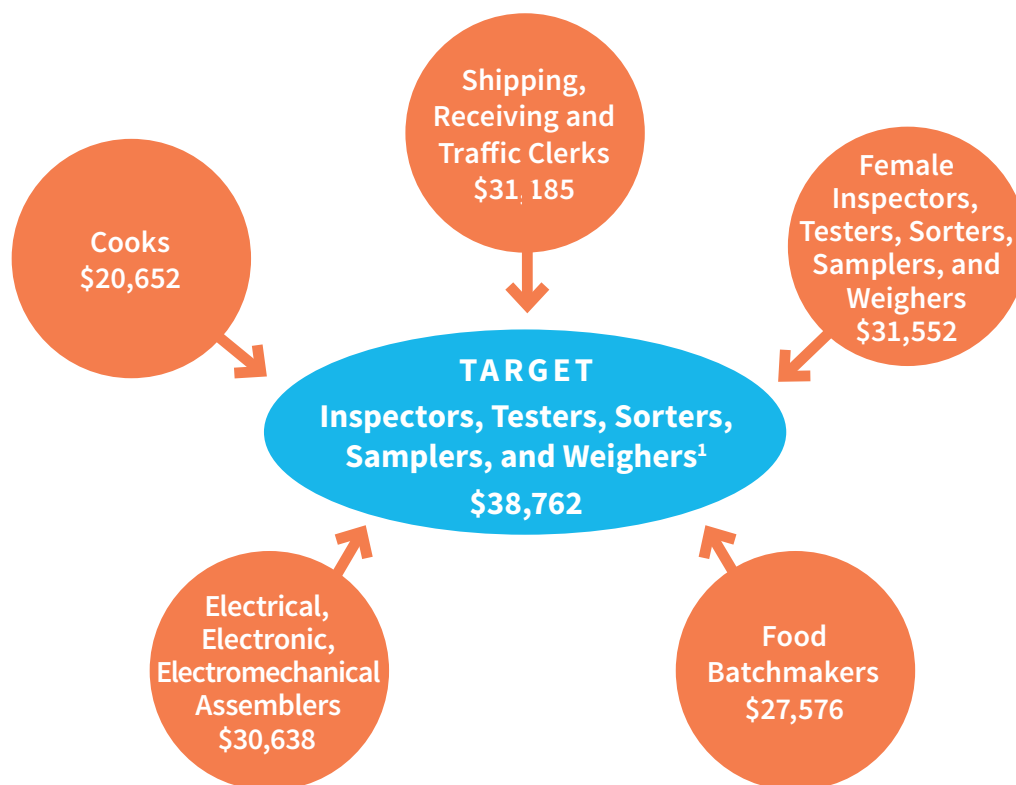 Shipping,
Receiving and
Traffic Clerks
$31,185
Female
Inspectors,
Testers, Sorters,
Samplers, and
Weighers
$31,552
Cooks
$20,652
TARGET
Inspectors, Testers, Sorters,
Samplers, and Weighers¹
$38,762
Electrical,
Electronic,
Electromechanical
Assemblers
$30,638
Food
Batchmakers
$27,576